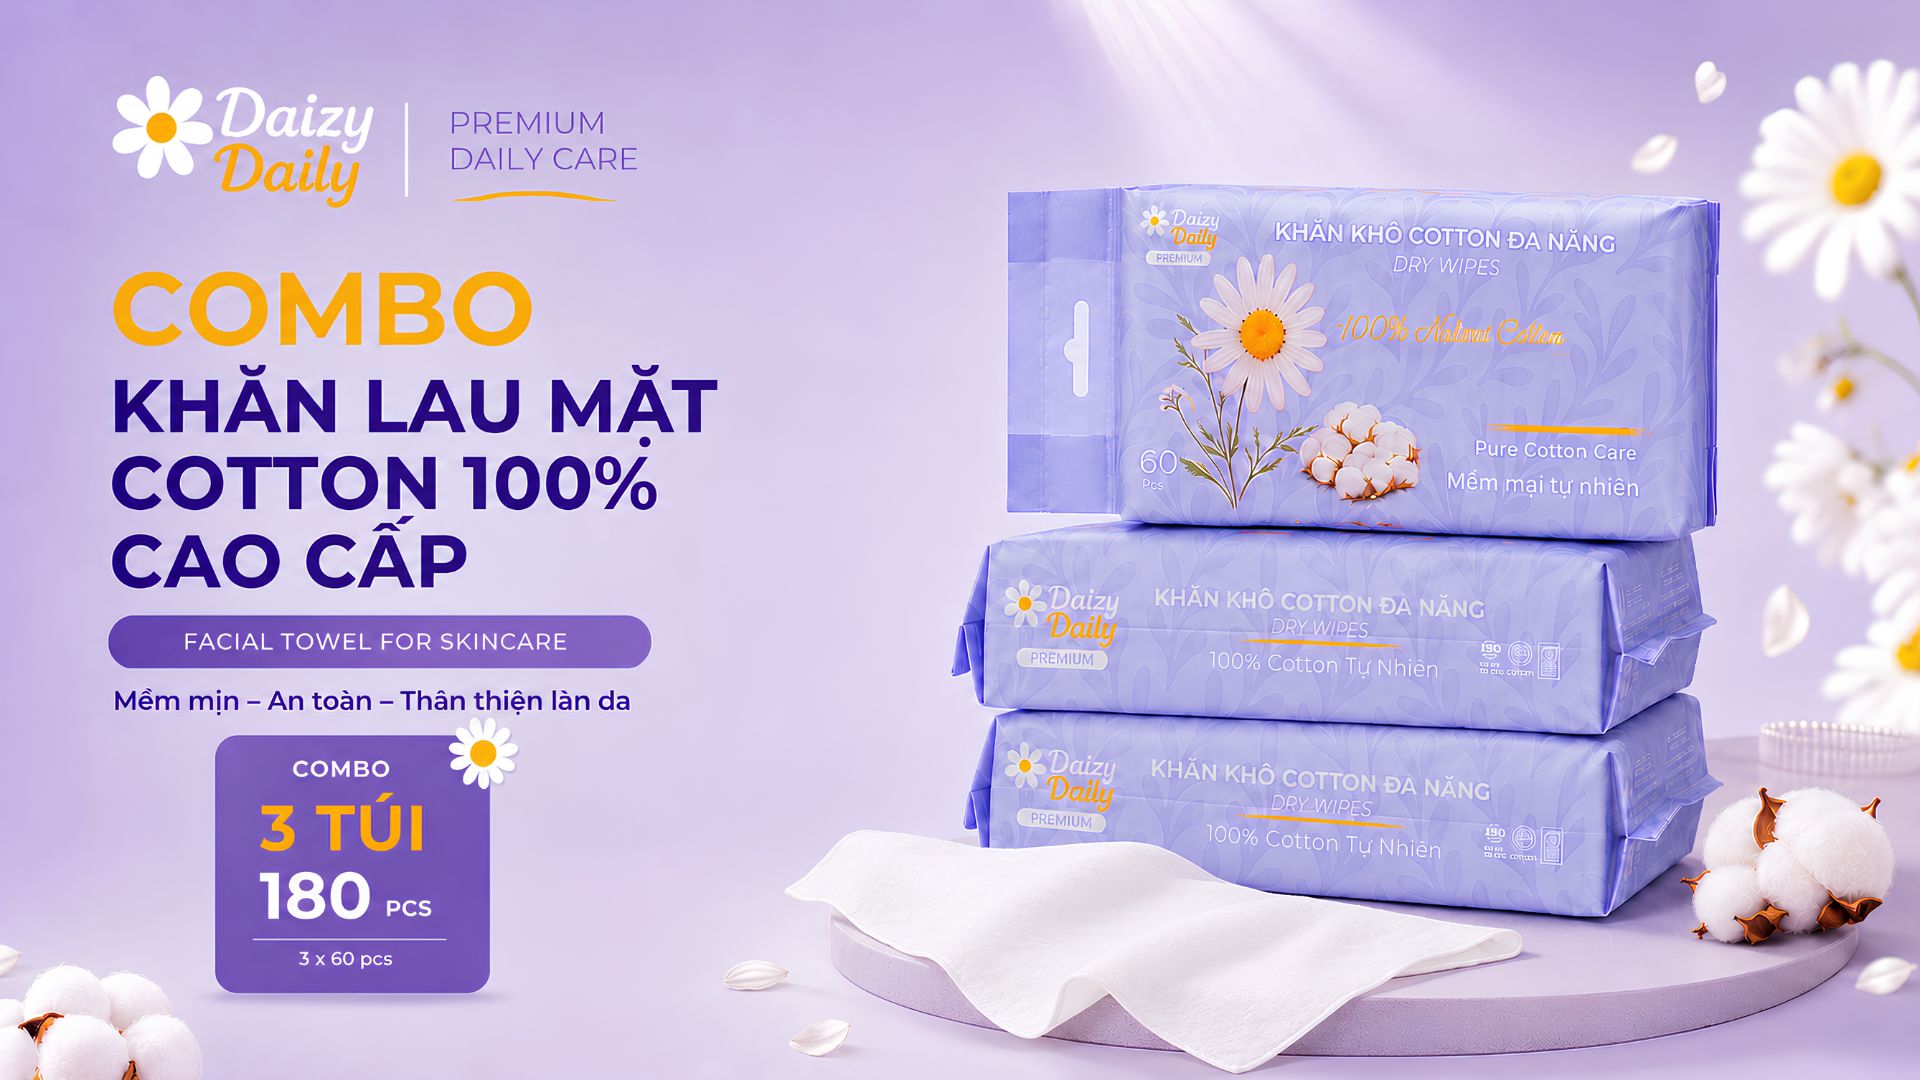 Daizy
Daily
PREMIUM
DAILY CARE
COMBO
KHĂN LAU MẶT
COTTON 100%
CAO CẤP
FACIAL TOWEL FOR SKINCARE
Mềm mịn – An toàn – Thân thiện làn da
COMBO
3 TÚI
180 PCS
3 x 60 pcs
Daizy
Daily
PREMIUM
KHĂN KHÔ COTTON ĐA NĂNG
DRY WIPES
100% Natural Cotton
60
Pcs
Pure Cotton Care
Mềm mại tự nhiên
Daizy
Daily
PREMIUM
KHĂN KHÔ COTTON ĐA NĂNG
DRY WIPES
100% Cotton Tự Nhiên
Daizy
Daily
PREMIUM
KHĂN KHÔ COTTON ĐA NĂNG
DRY WIPES
100% Cotton Tự Nhiên